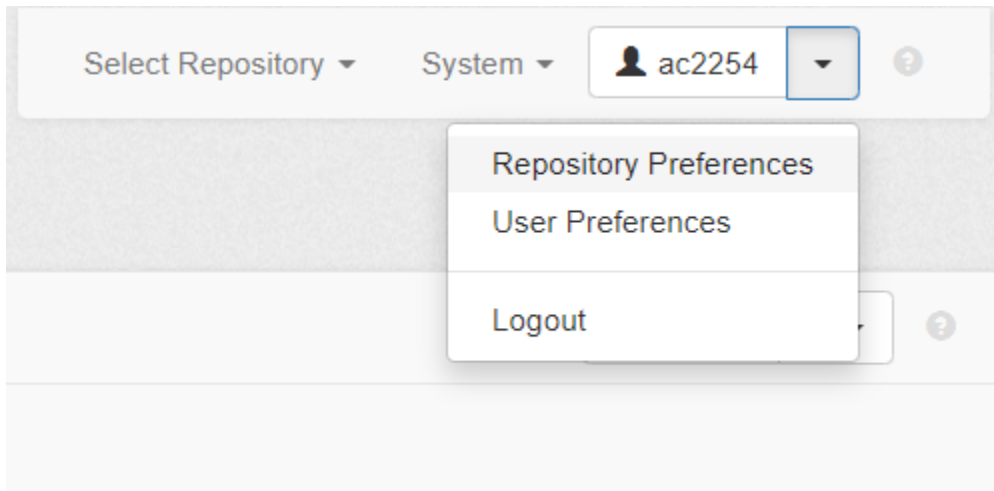 Select Repository System ac2254 ?
Repository Preferences
User Preferences
Logout
?